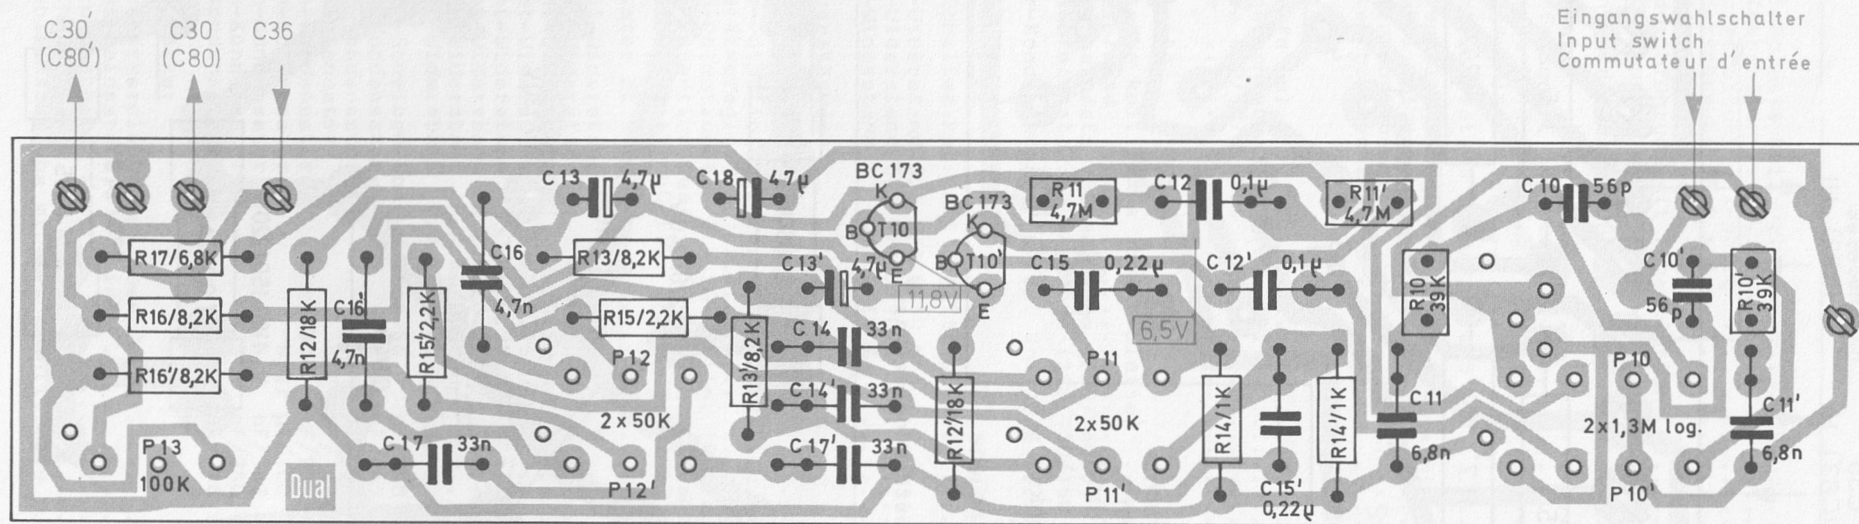 C30'
(C80')
C30
(C80)
C36
Eingangswahlschalter
Input switch
Commutateur d'entrée
C13
4,7µ
C18
47µ
BC173
K
B
T10
E
BC173
K
B
T10'
E
R11
4,7M
C12
0,1µ
R11'
4,7M
C10
56p
R17/6,8K
C16
4,7n
R13/8,2K
C13'
4,7µ
11,8V
C15
0,22µ
C12'
0,1µ
R10
39K
C10'
56p
R10'
39K
R16/8,2K
R12/18K
C16'
4,7n
R15'/2,2K
R15/2,2K
R13'/8,2K
C14
33n
6,5V
R16'/8,2K
P12
C14'
33n
P11
P10
2x50K
R12'/18K
2x50K
R14/1K
R14'/1K
C11
6,8n
2x1,3M log.
C11'
6,8n
P13
100K
Dual
C17
33n
P12'
C17'
33n
P11'
C15'
0,22µ
P10'